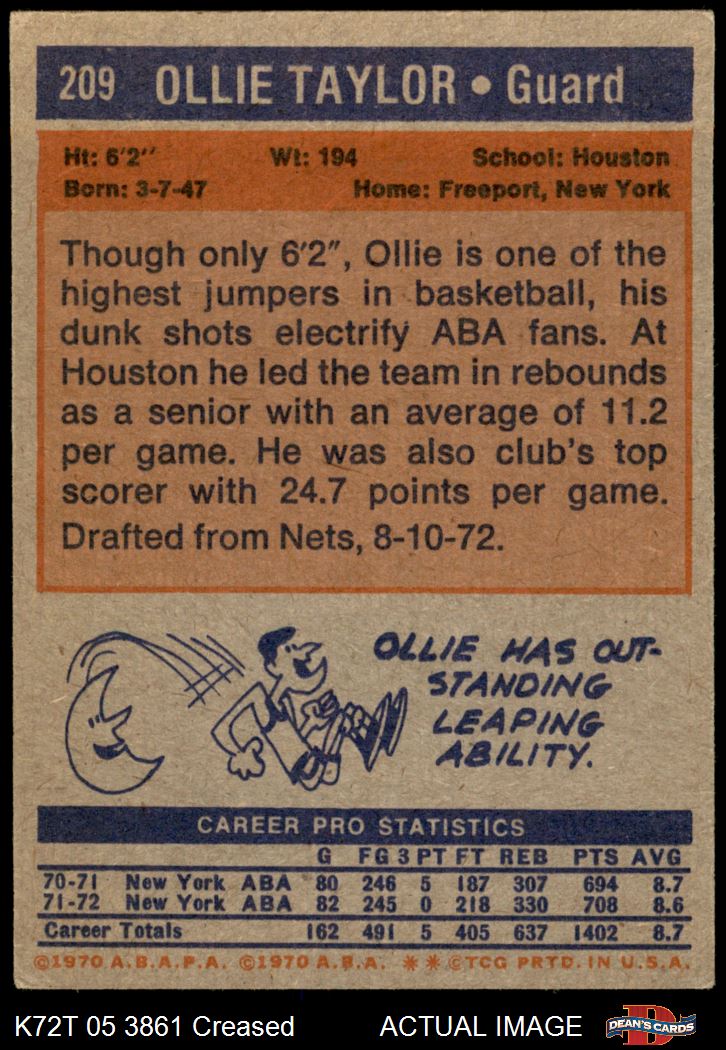 209 OLLIE TAYLOR • Guard
Ht: 6'2" Wt: 194 School: Houston
Born: 3-7-47 Home: Freeport, New York
Though only 6'2", Ollie is one of the
highest jumpers in basketball, his
dunk shots electrify ABA fans. At
Houston he led the team in rebounds
as a senior with an average of 11.2
per game. He was also club's top
scorer with 24.7 points per game.
Drafted from Nets, 8-10-72.
OLLIE HAS OUT-
STANDING
LEAPING
ABILITY.
CAREER PRO STATISTICS
G FG 3 PT FT REB PTS AVG
70-71 New York ABA 80 246 5 187 307 694 8.7
71-72 New York ABA 82 245 0 218 330 708 8.6
Career Totals 162 491 5 405 637 1402 8.7
©1970 A.B.A.P.A. ©1970 A.B.A. ** ©TCG PRTD. IN U.S.A.
K72T 05 3861 Creased ACTUAL IMAGE D DEAN'S CARDS